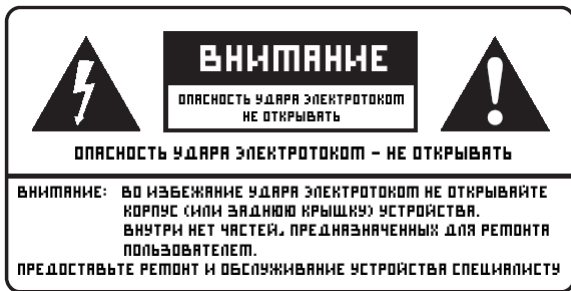 ВНИМАНИЕ
ОПАСНОСТЬ УДАРА ЭЛЕКТРОТОКОМ
НЕ ОТКРЫВАТЬ
ОПАСНОСТЬ УДАРА ЭЛЕКТРОТОКОМ – НЕ ОТКРЫВАТЬ
ВНИМАНИЕ: ВО ИЗБЕЖАНИЕ УДАРА ЭЛЕКТРОТОКОМ НЕ ОТКРЫВАЙТЕ
КОРПУС (ИЛИ ЗАДНЮЮ КРЫШКУ) УСТРОЙСТВА.
ВНУТРИ НЕТ ЧАСТЕЙ, ПРЕДНАЗНАЧЕННЫХ ДЛЯ РЕМОНТА
ПОЛЬЗОВАТЕЛЕМ.
ПРЕДОСТАВЬТЕ РЕМОНТ И ОБСЛУЖИВАНИЕ УСТРОЙСТВА СПЕЦИАЛИСТУ